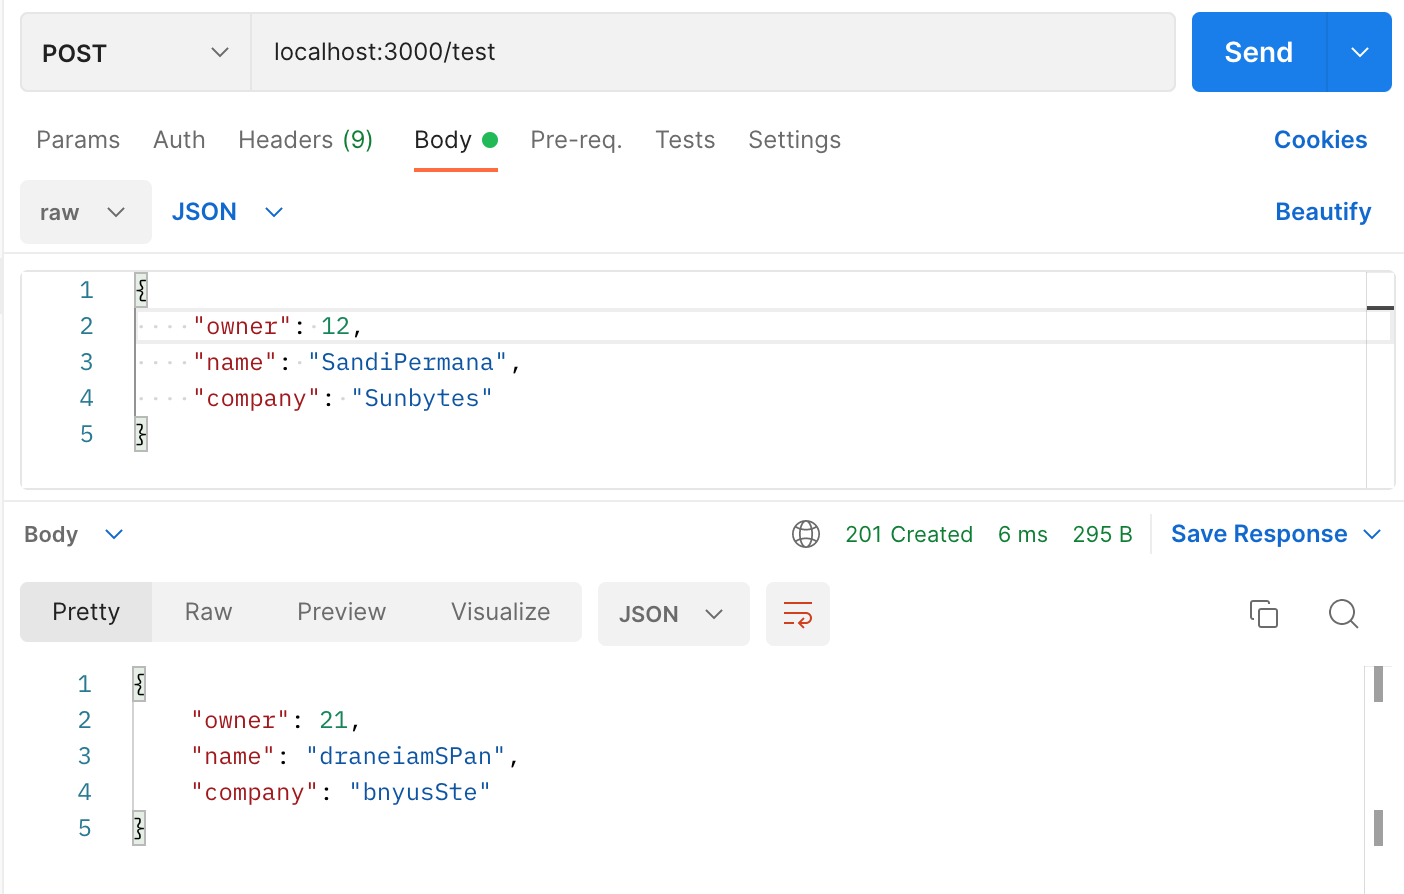 POST localhost:3000/test Send
Params Auth Headers (9) Body Pre-req. Tests Settings Cookies
raw JSON Beautify
1 {
2 "owner": 12,
3 "name": "SandiPermana",
4 "company": "Sunbytes"
5 }
Body 201 Created 6 ms 295 B Save Response
Pretty Raw Preview Visualize JSON
1 {
2 "owner": 21,
3 "name": "draneiamSPan",
4 "company": "bnyusSte"
5 }